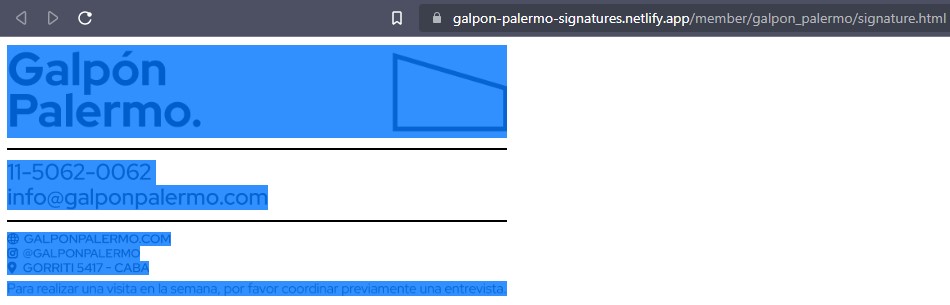 galpon-palermo-signatures.netlify.app/member/galpon_palermo/signature.html
Galpón
Palermo.
11-5062-0062
info@galponpalermo.com
GALPONPALERMO.COM
@GALPONPALERMO
GORRITI 5417 - CABA
Para realizar una visita en la semana, por favor coordinar previamente una entrevista.